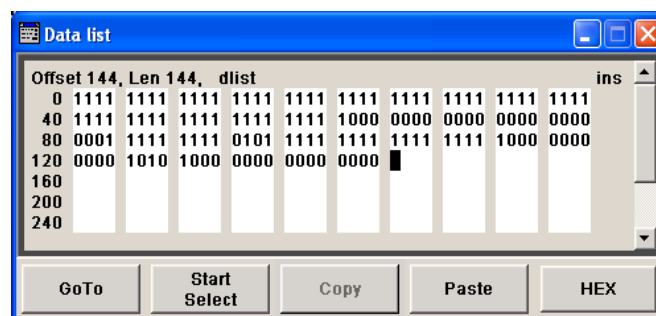 Data list
Offset 144, Len 144, dlist ins
0 1111 1111 1111 1111 1111 1111 1111 1111 1111 1111
40 1111 1111 1111 1111 1111 1000 0000 0000 0000 0000
80 0001 1111 1111 0101 1111 1111 1111 1111 1000 0000
120 0000 1010 1000 0000 0000 0000
160
200
240
GoTo Start Select Copy Paste HEX